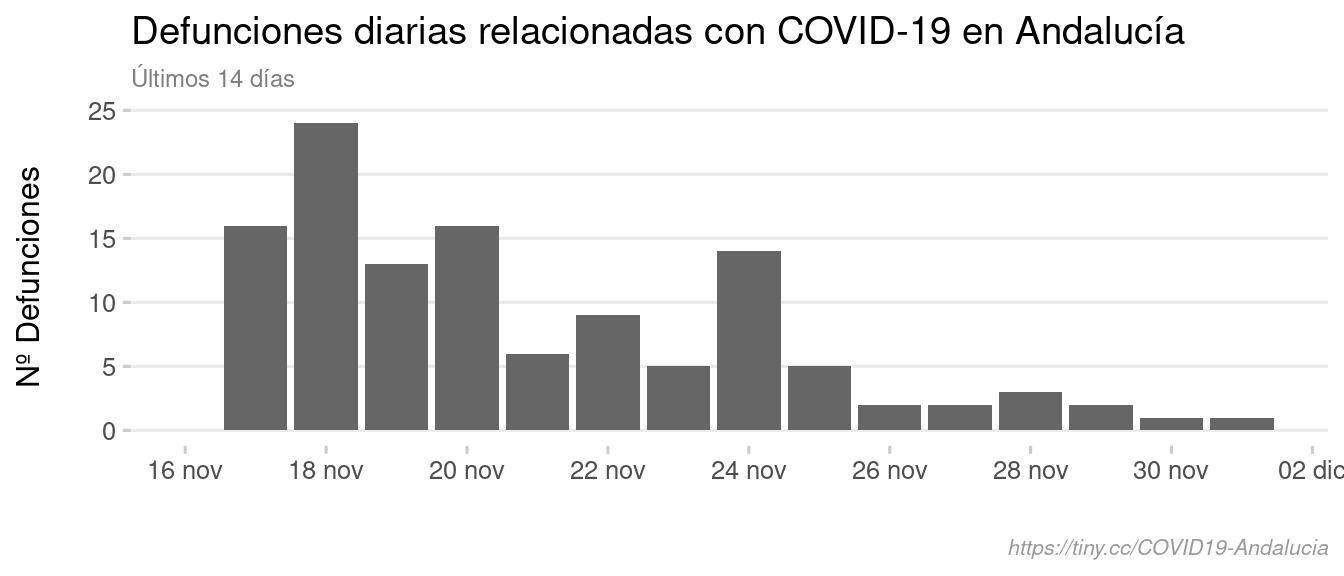 Defunciones diarias relacionadas con COVID-19 en Andalucía
Últimos 14 días
Nº Defunciones
25
20
15
10
5
0
16 nov 18 nov 20 nov 22 nov 24 nov 26 nov 28 nov 30 nov 02 dic
https://tiny.cc/COVID19-Andalucia